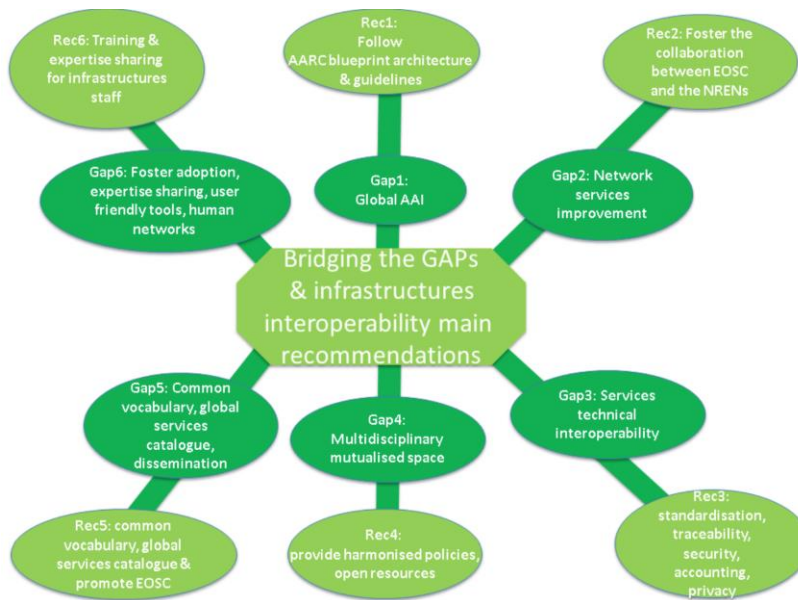 Rec6: Training &
expertise sharing
for infrastructures
staff
Rec1:
Follow
AARC blueprint architecture
& guidelines
Rec2: Foster the
collaboration
between EOSC
and the NRENs
Gap6: Foster adoption,
expertise sharing, user
friendly tools, human
networks
Gap1:
Global AAI
Gap2: Network
services
improvement
Bridging the GAPs
& infrastructures
interoperability main
recommendations
Gap5: Common
vocabulary, global
services
catalogue,
dissemination
Gap4:
Multidisciplinary
mutualised space
Gap3: Services
technical
interoperability
Rec5: common
vocabulary, global
services catalogue &
promote EOSC
Rec4:
provide harmonised policies,
open resources
Rec3:
standardisation,
traceability,
security,
accounting,
privacy